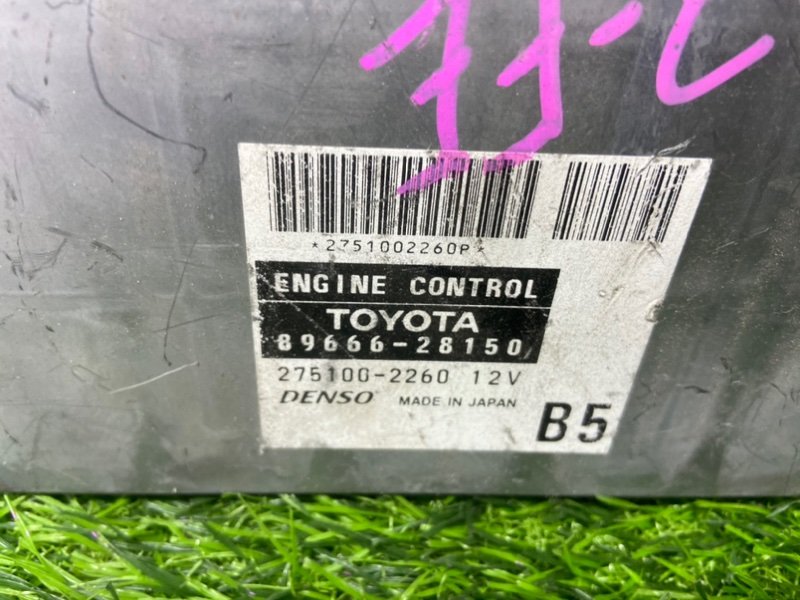 *2751002260P*
ENGINE CONTROL
TOYOTA
89666-28150
275100-2260 12V
DENSO MADE IN JAPAN B5